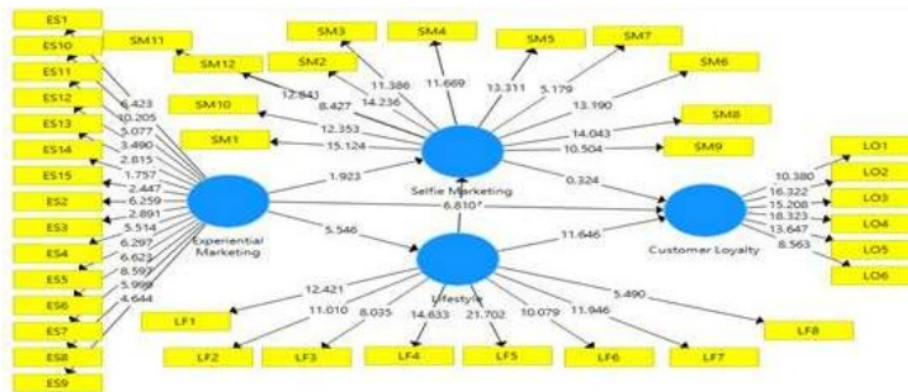 ES1
ES10
ES11
ES12
ES13
ES14
ES15
ES2
ES3
ES4
ES5
ES6
ES7
ES8
ES9
6.423
10.205
5.077
3.490
2.815
1.757
2.447
6.259
2.891
5.514
6.297
6.623
8.597
5.999
4.644
Experiential
Marketing
SM11
SM12
SM3
SM2
SM4
SM5
SM7
SM6
SM10
SM1
SM8
SM9
12.841
8.427
14.236
11.386
11.669
13.311
5.179
13.190
12.353
15.124
14.043
10.504
Selfie Marketing
1.923
0.324
6.810
5.546
11.646
Customer Loyalty
10.380
16.322
15.208
18.323
13.647
8.563
LO1
LO2
LO3
LO4
LO5
LO6
Lifestyle
12.421
11.010
8.035
14.633
21.702
10.079
11.946
5.490
LF1
LF2
LF3
LF4
LF5
LF6
LF7
LF8